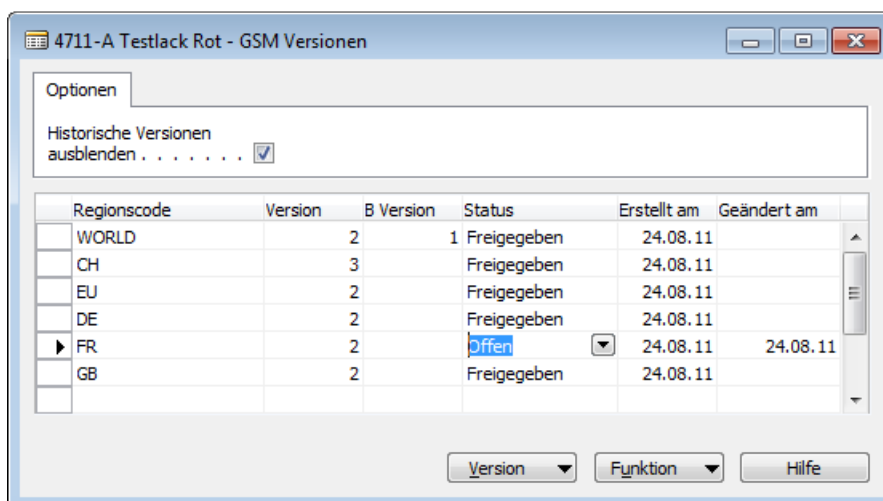 4711-A Testlack Rot - GSM Versionen
Optionen
Historische Versionen
ausblenden . . . . . . .
Regionscode Version B Version Status Erstellt am Geändert am
WORLD 2 1 Freigegeben 24.08.11
CH 3 Freigegeben 24.08.11
EU 2 Freigegeben 24.08.11
DE 2 Freigegeben 24.08.11
FR 2 Offen 24.08.11 24.08.11
GB 2 Freigegeben 24.08.11
Version Funktion Hilfe